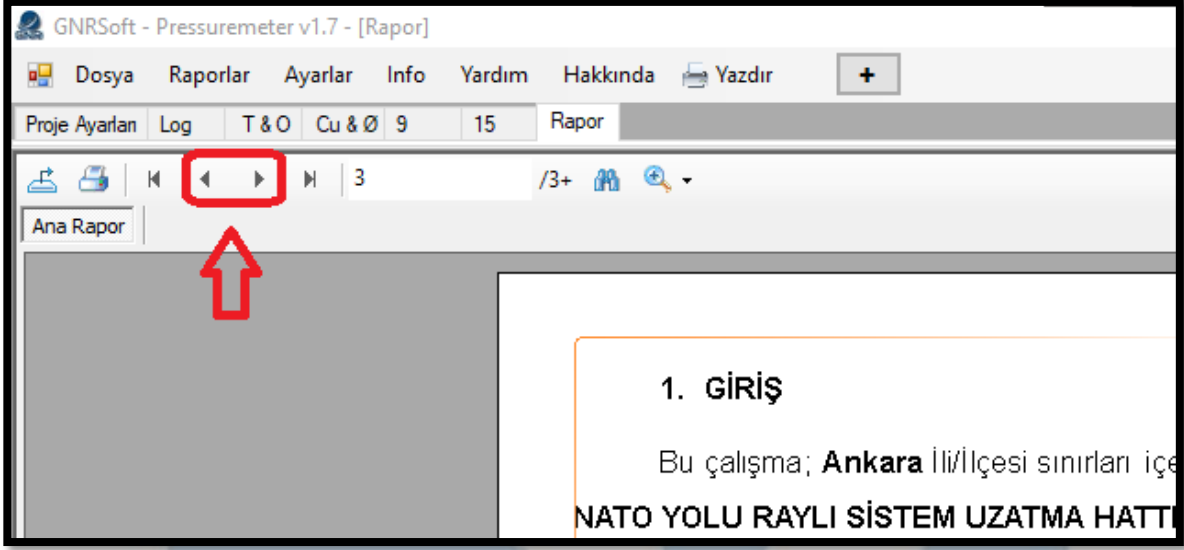 GNRSoft - Pressuremeter v1.7 - [Rapor]
Dosya Raporlar Ayarlar Info Yardım Hakkında Yazdır +
Proje Ayarları Log T & O Cu & Ø 9 15 Rapor
3 /3+
Ana Rapor
1. GİRİŞ
Bu çalışma; Ankara İli/İlçesi sınırları içe
NATO YOLU RAYLI SİSTEM UZATMA HATTI